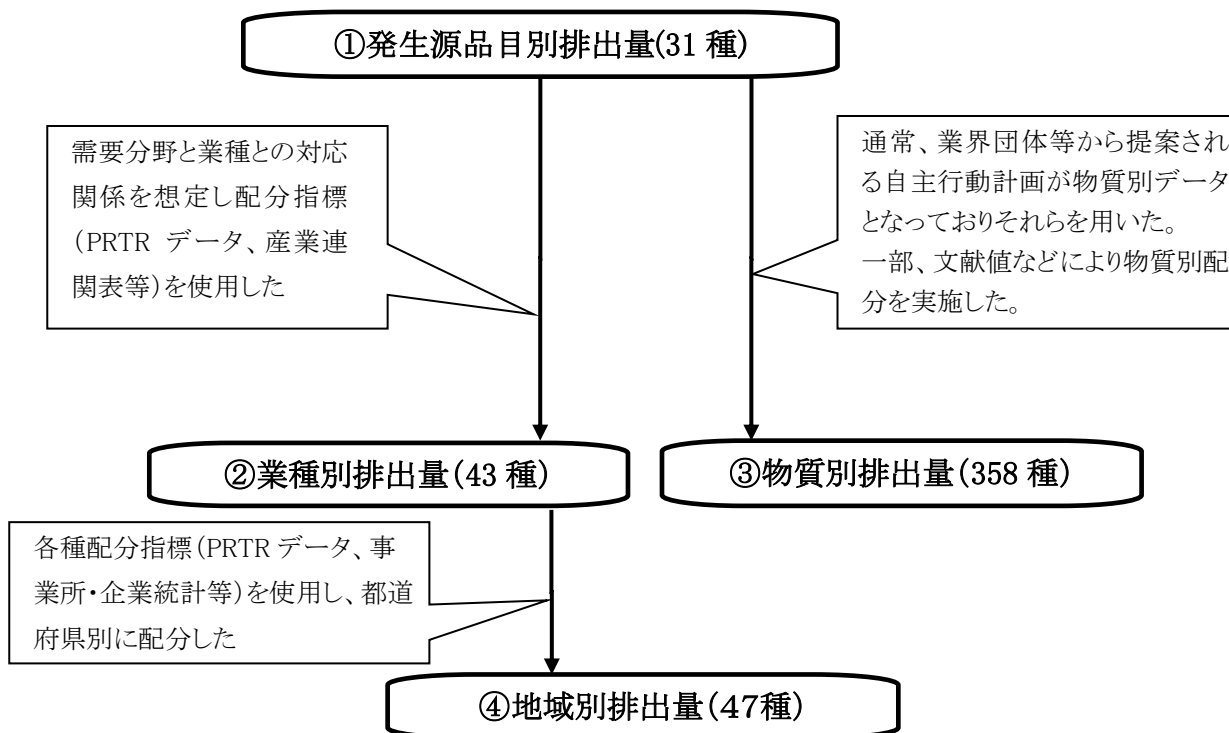 ①発生源品目別排出量(31 種)
需要分野と業種との対応
関係を想定し配分指標
(PRTR データ、産業連
関表等)を使用した
通常、業界団体等から提案され
る自主行動計画が物質別データ
となっておりそれらを用いた。
一部、文献値などにより物質別配
分を実施した。
②業種別排出量(43 種)
③物質別排出量(358 種)
各種配分指標(PRTR データ、事
業所・企業統計等)を使用し、都道
府県別に配分した
④地域別排出量(47種)